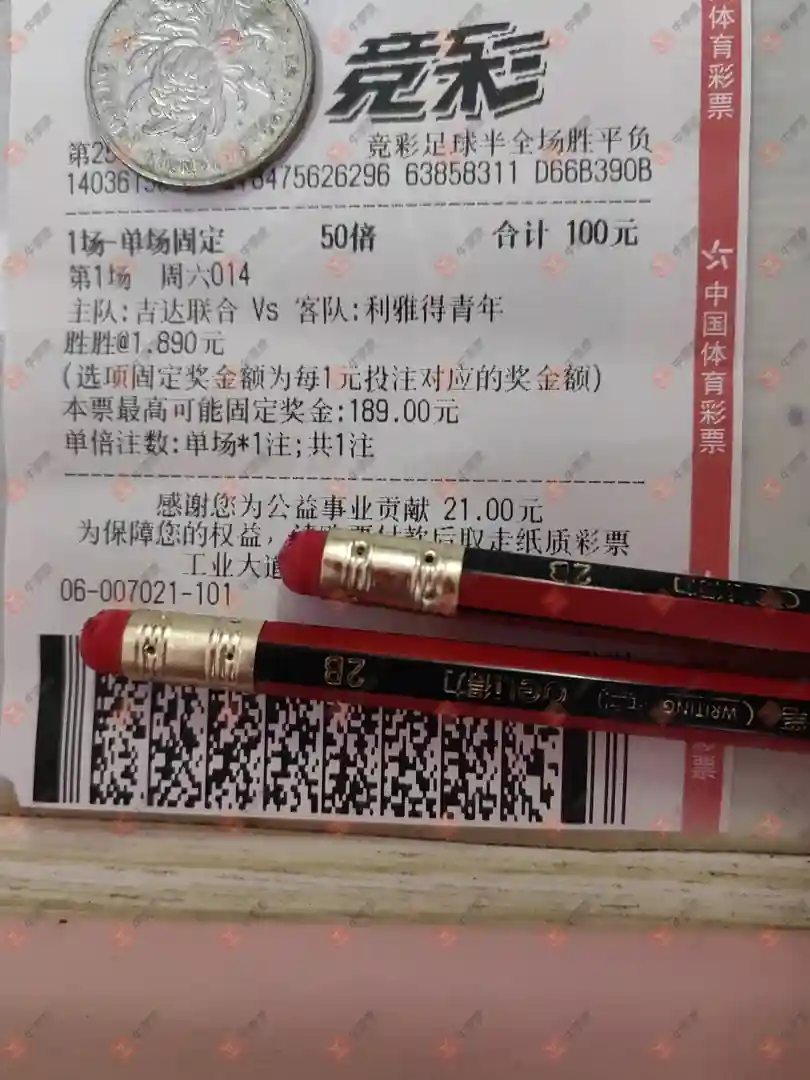 竞彩
竞彩足球半全场胜平负
第25
140361 8475626296 63858311 D66B390B
1场-单场固定 50倍 合计 100元
第1场 周六014
主队:吉达联合 Vs 客队:利雅得青年
胜胜@1.890元
(选项固定奖金额为每1元投注对应的奖金额)
本票最高可能固定奖金:189.00元
单倍注数:单场*1注;共1注
感谢您为公益事业贡献 21.00元
为保障您的权益, 付款后取走纸质彩票
工业大道
06-007021-101
体育彩票
中国体育彩票
2B
2B
deli得力
WRITING